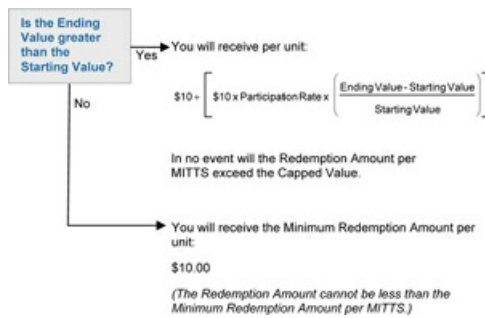 Is the Ending
Value greater
than the
Starting Value?
Yes
You will receive per unit:
$10 + [ $10 x Participation Rate x ( Ending Value - Starting Value
Starting Value ) ]
In no event will the Redemption Amount per
MITTS exceed the Capped Value.
No
You will receive the Minimum Redemption Amount per
unit:
$10.00
(The Redemption Amount cannot be less than the
Minimum Redemption Amount per MITTS.)